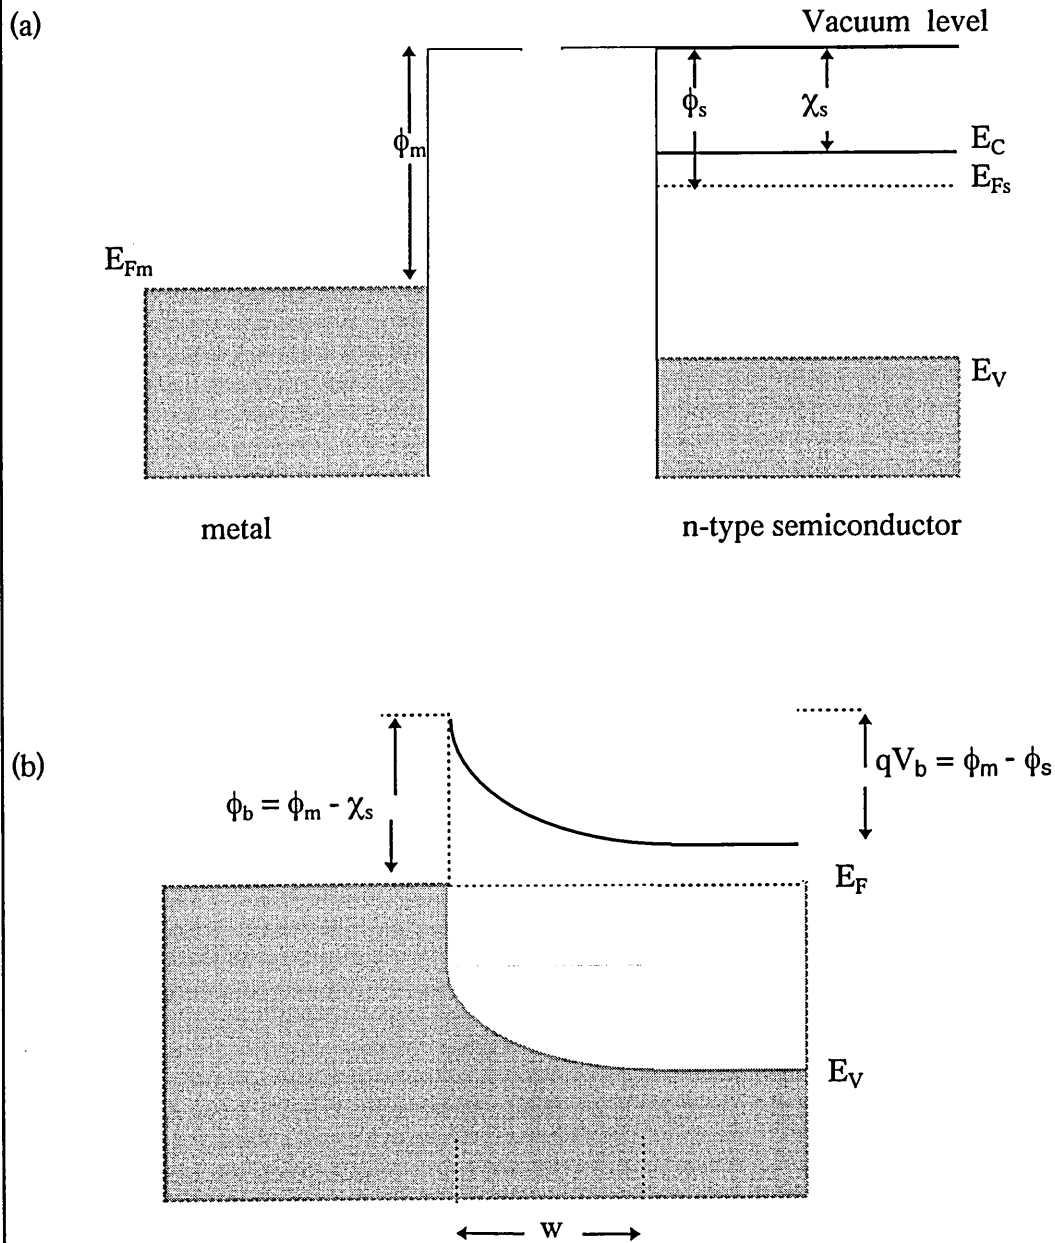 (a)
Vacuum level
ϕs
χs
ϕm
EC
EFs
EFm
EV
metal
n-type semiconductor
(b)
qVb = ϕm - ϕs
ϕb = ϕm - χs
EF
EV
w